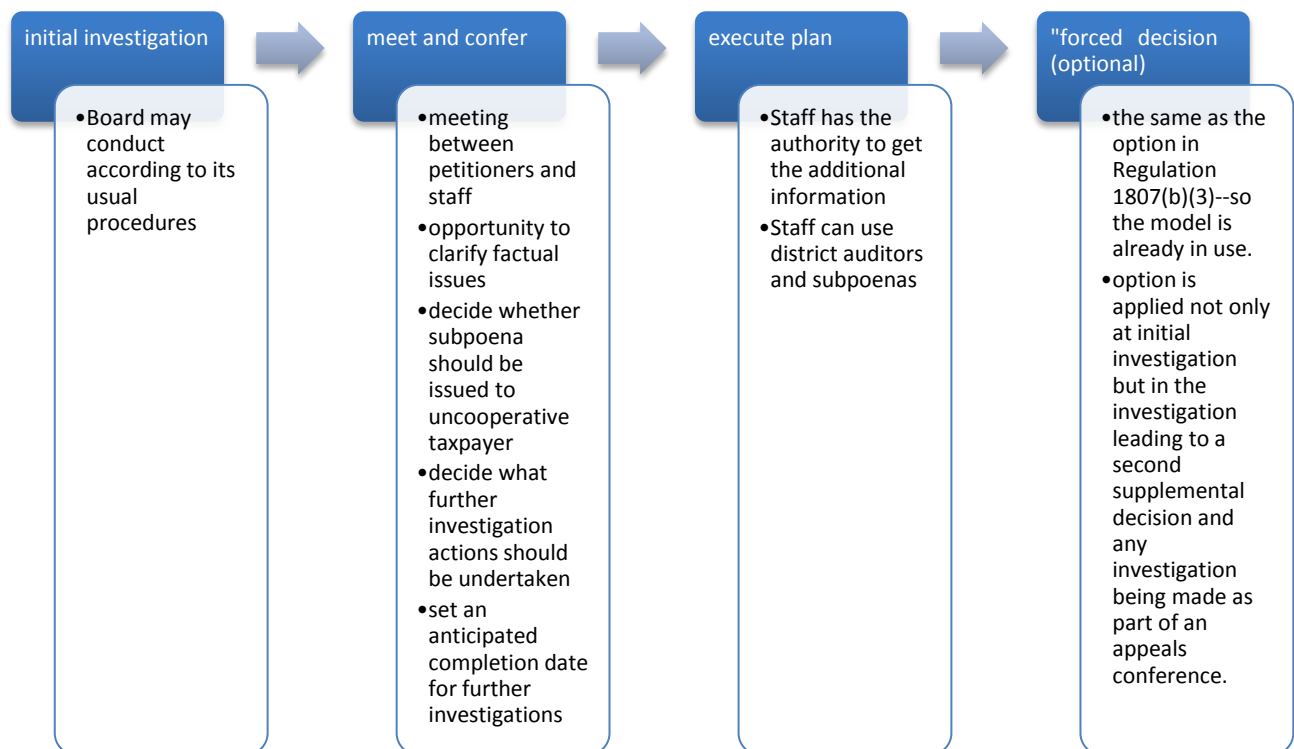 initial investigation
•Board may
conduct
according to its
usual
procedures
meet and confer
•meeting
between
petitioners and
staff
•opportunity to
clarify factual
issues
•decide whether
subpoena
should be
issued to
uncooperative
taxpayer
•decide what
further
investigation
actions should
be undertaken
•set an
anticipated
completion date
for further
investigations
execute plan
•Staff has the
authority to get
the additional
information
•Staff can use
district auditors
and subpoenas
"forced decision
(optional)
•the same as the
option in
Regulation
1807(b)(3)--so
the model is
already in use.
•option is
applied not only
at initial
investigation
but in the
investigation
leading to a
second
supplemental
decision and
any
investigation
being made as
part of an
appeals
conference.